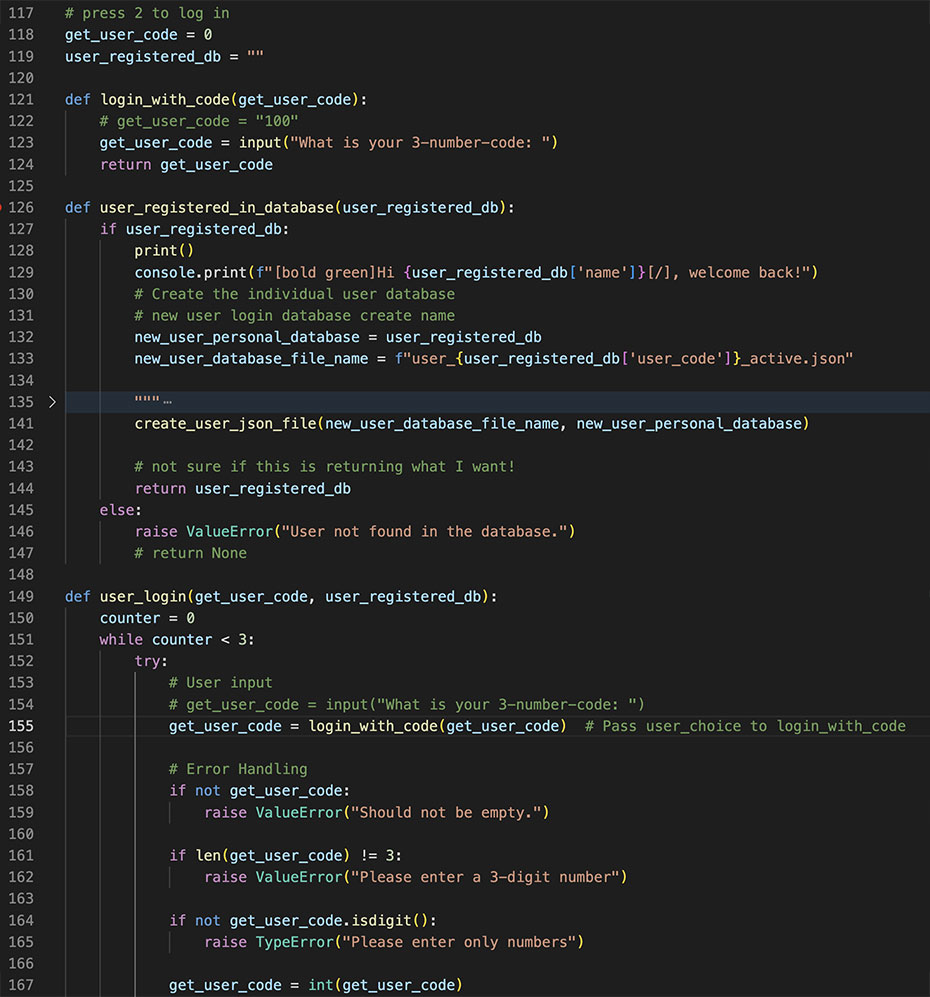 117 # press 2 to log in
118 get_user_code = 0
119 user_registered_db = ""
120
121 def login_with_code(get_user_code):
122     # get_user_code = "100"
123     get_user_code = input("What is your 3-number-code: ")
124     return get_user_code
125
126 def user_registered_in_database(user_registered_db):
127     if user_registered_db:
128         print()
129         console.print(f"[bold green]Hi {user_registered_db['name']}[/], welcome back!")
130         # Create the individual user database
131         # new user login database create name
132         new_user_personal_database = user_registered_db
133         new_user_database_file_name = f"user_{user_registered_db['user_code']}_active.json"
134
135 >       """…
141         create_user_json_file(new_user_database_file_name, new_user_personal_database)
142
143         # not sure if this is returning what I want!
144         return user_registered_db
145     else:
146         raise ValueError("User not found in the database.")
147         # return None
148
149 def user_login(get_user_code, user_registered_db):
150     counter = 0
151     while counter < 3:
152         try:
153             # User input
154             # get_user_code = input("What is your 3-number-code: ")
155             get_user_code = login_with_code(get_user_code)  # Pass user_choice to login_with_code
156
157             # Error Handling
158             if not get_user_code:
159                 raise ValueError("Should not be empty.")
160
161             if len(get_user_code) != 3:
162                 raise ValueError("Please enter a 3-digit number")
163
164             if not get_user_code.isdigit():
165                 raise TypeError("Please enter only numbers")
166
167             get_user_code = int(get_user_code)